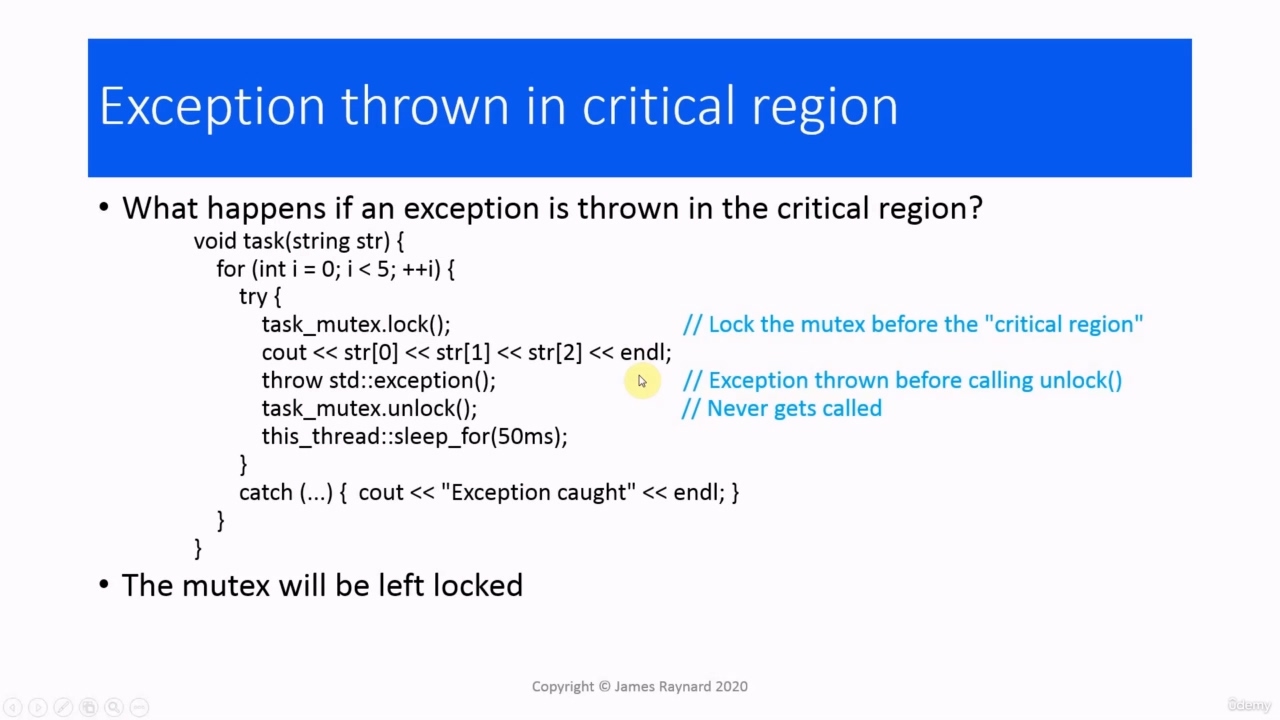 Exception thrown in critical region
• What happens if an exception is thrown in the critical region?
void task(string str) {
for (int i = 0; i < 5; ++i) {
try {
task_mutex.lock(); // Lock the mutex before the "critical region"
cout << str[0] << str[1] << str[2] << endl;
throw std::exception(); // Exception thrown before calling unlock()
task_mutex.unlock(); // Never gets called
this_thread::sleep_for(50ms);
}
catch (...) { cout << "Exception caught" << endl; }
}
}
• The mutex will be left locked
Copyright © James Raynard 2020
ûdemy